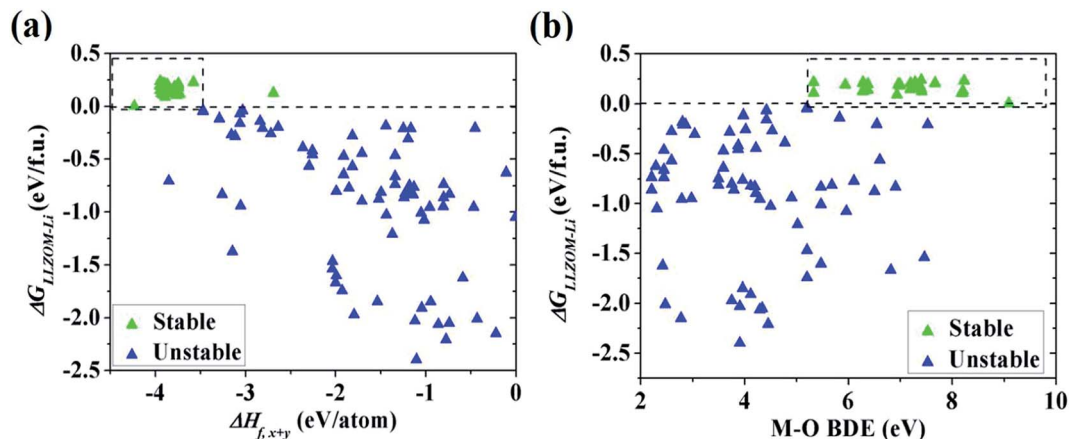 (a)
0.5
0.0
-0.5
-1.0
-1.5
-2.0
-2.5
ΔG_LLZOM-Li (eV/f.u.)
Stable
Unstable
-4 -3 -2 -1 0
ΔH_f, x+y (eV/atom)
(b)
0.5
0.0
-0.5
-1.0
-1.5
-2.0
-2.5
ΔG_LLZOM-Li (eV/f.u.)
Stable
Unstable
2 4 6 8 10
M-O BDE (eV)